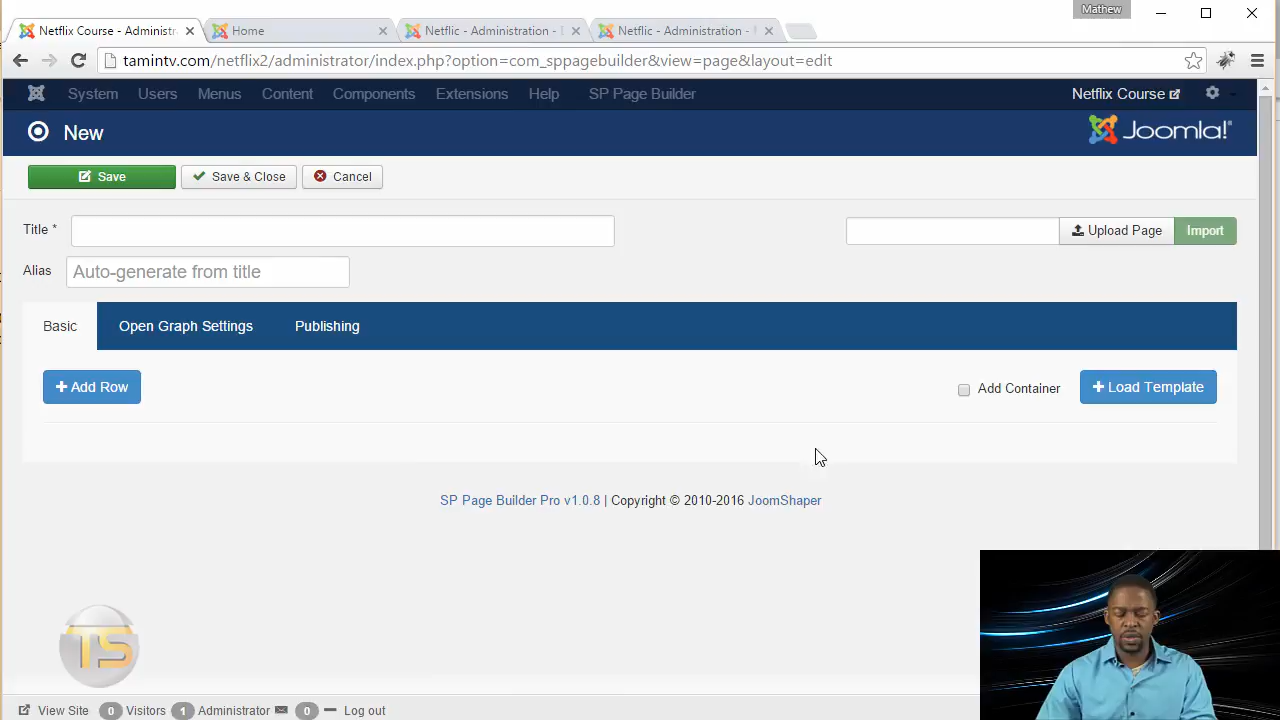 Mathew
Netflix Course - Administr
Home
Netflic - Administration -
Netflic - Administration - M
tamintv.com/netflix2/administrator/index.php?option=com_sppagebuilder&view=page&layout=edit
System Users Menus Content Components Extensions Help SP Page Builder Netflix Course
New Joomla!®
Save Save & Close Cancel
Title * Upload Page Import
Alias Auto-generate from title
Basic Open Graph Settings Publishing
+ Add Row Add Container + Load Template
SP Page Builder Pro v1.0.8 | Copyright © 2010-2016 JoomShaper
TS
View Site 0 Visitors 1 Administrator 0 Log out